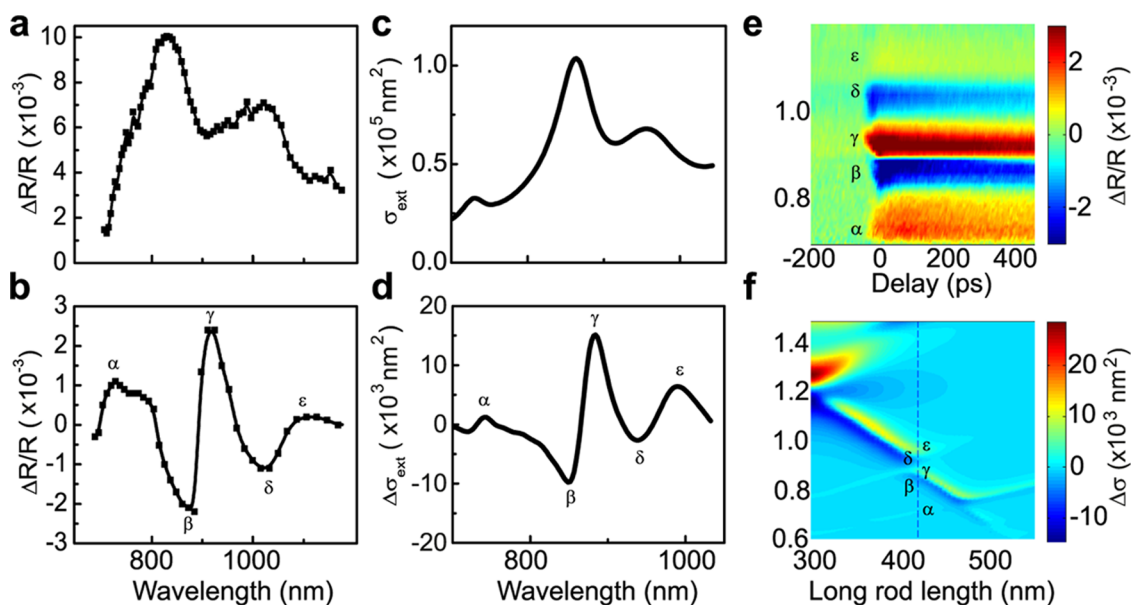 a
ΔR/R (x10-3)
10
8
6
4
2
0
800
1000
b
ΔR/R (x10-3)
3
2
1
0
-1
-2
-3
α
β
γ
δ
ε
800
1000
Wavelength (nm)
c
σext (x105 nm2)
1.0
0.5
0.0
800
1000
d
Δσext (x103 nm2)
20
10
0
-10
-20
α
β
γ
δ
ε
800
1000
Wavelength (nm)
e
1.0
0.8
ε
δ
γ
β
α
-200
0
200
400
Delay (ps)
2
0
-2
ΔR/R (x10-3)
f
1.4
1.2
1.0
0.8
0.6
ε
δ
γ
β
α
300
400
500
Long rod length (nm)
20
10
0
-10
Δσ (x103 nm2)